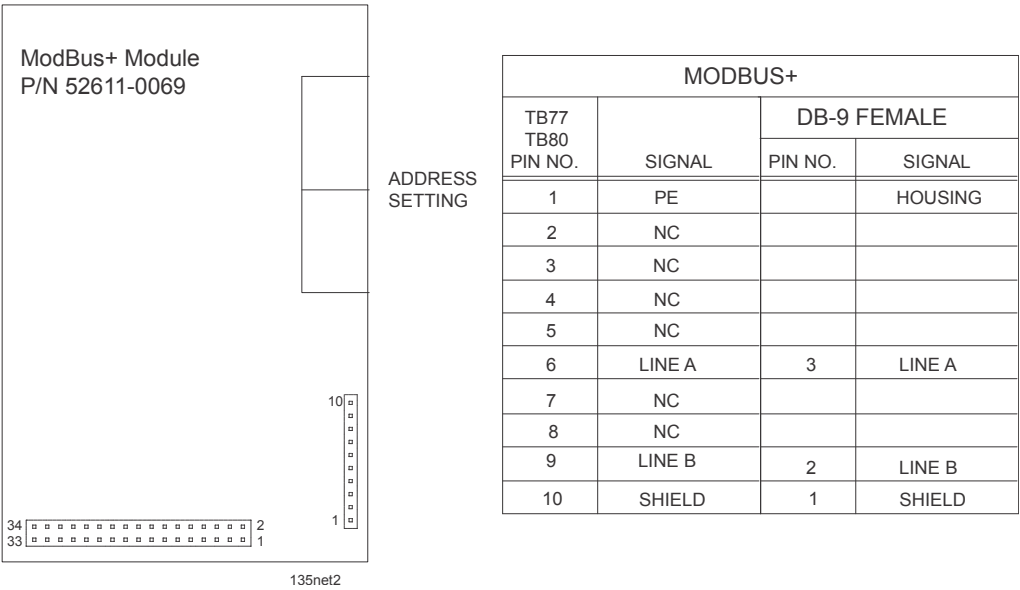 ModBus+ Module
P/N 52611-0069
ADDRESS
SETTING
10
1
34 2
33 1
135net2
MODBUS+
TB77
TB80
PIN NO. SIGNAL
DB-9 FEMALE
PIN NO. SIGNAL
1 PE HOUSING
2 NC
3 NC
4 NC
5 NC
6 LINE A 3 LINE A
7 NC
8 NC
9 LINE B 2 LINE B
10 SHIELD 1 SHIELD